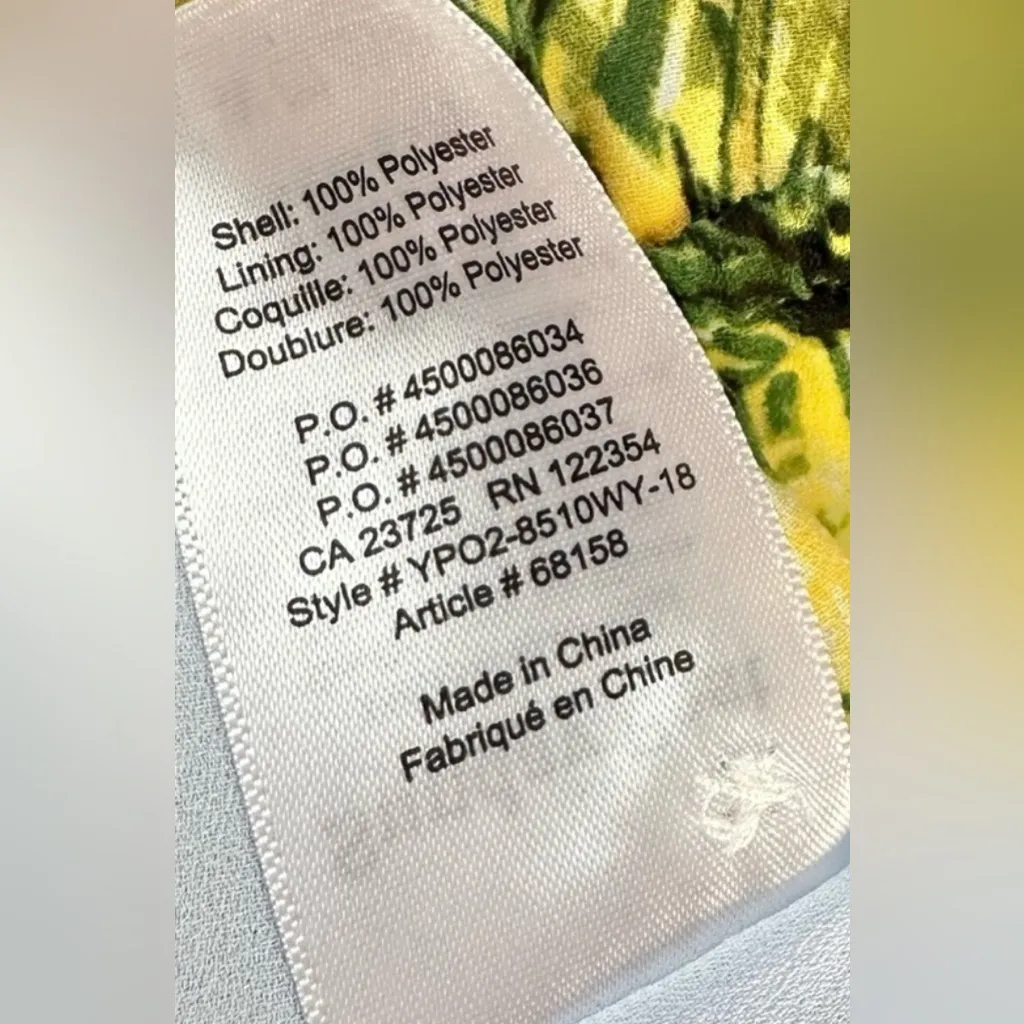 Shell: 100% Polyester
Lining: 100% Polyester
Coquille: 100% Polyester
Doublure: 100% Polyester
P.O. # 4500086034
P.O. # 4500086036
P.O. # 4500086037
CA 23725 RN 122354
Style # YPO2-8510WY-18
Article # 68158
Made in China
Fabriqué en Chine